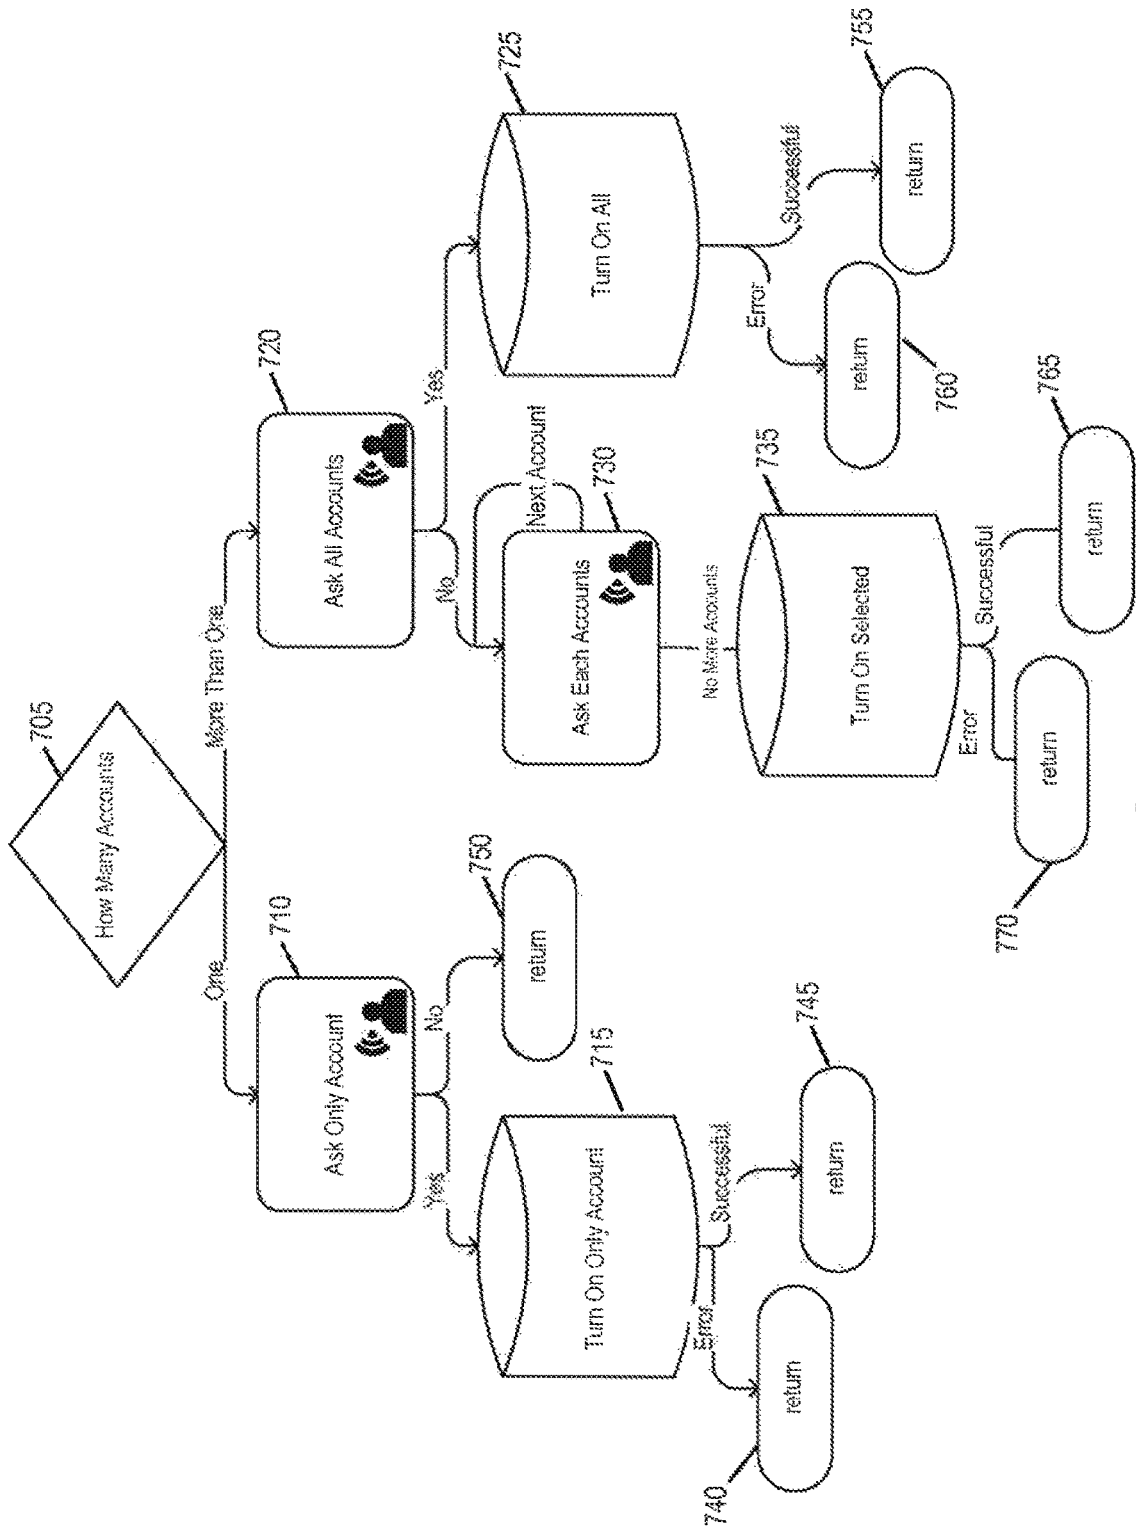 705
How Many Accounts
One
More Than One
710
Ask Only Account
720
Ask All Accounts
Yes
No
No
Yes
Next Account
715
Turn On Only Account
750
return
730
Ask Each Accounts
725
Turn On All
No More Accounts
Error
Successful
735
Turn On Selected
Error
Successful
740
return
745
return
760
return
755
return
Error
Successful
770
return
765
return